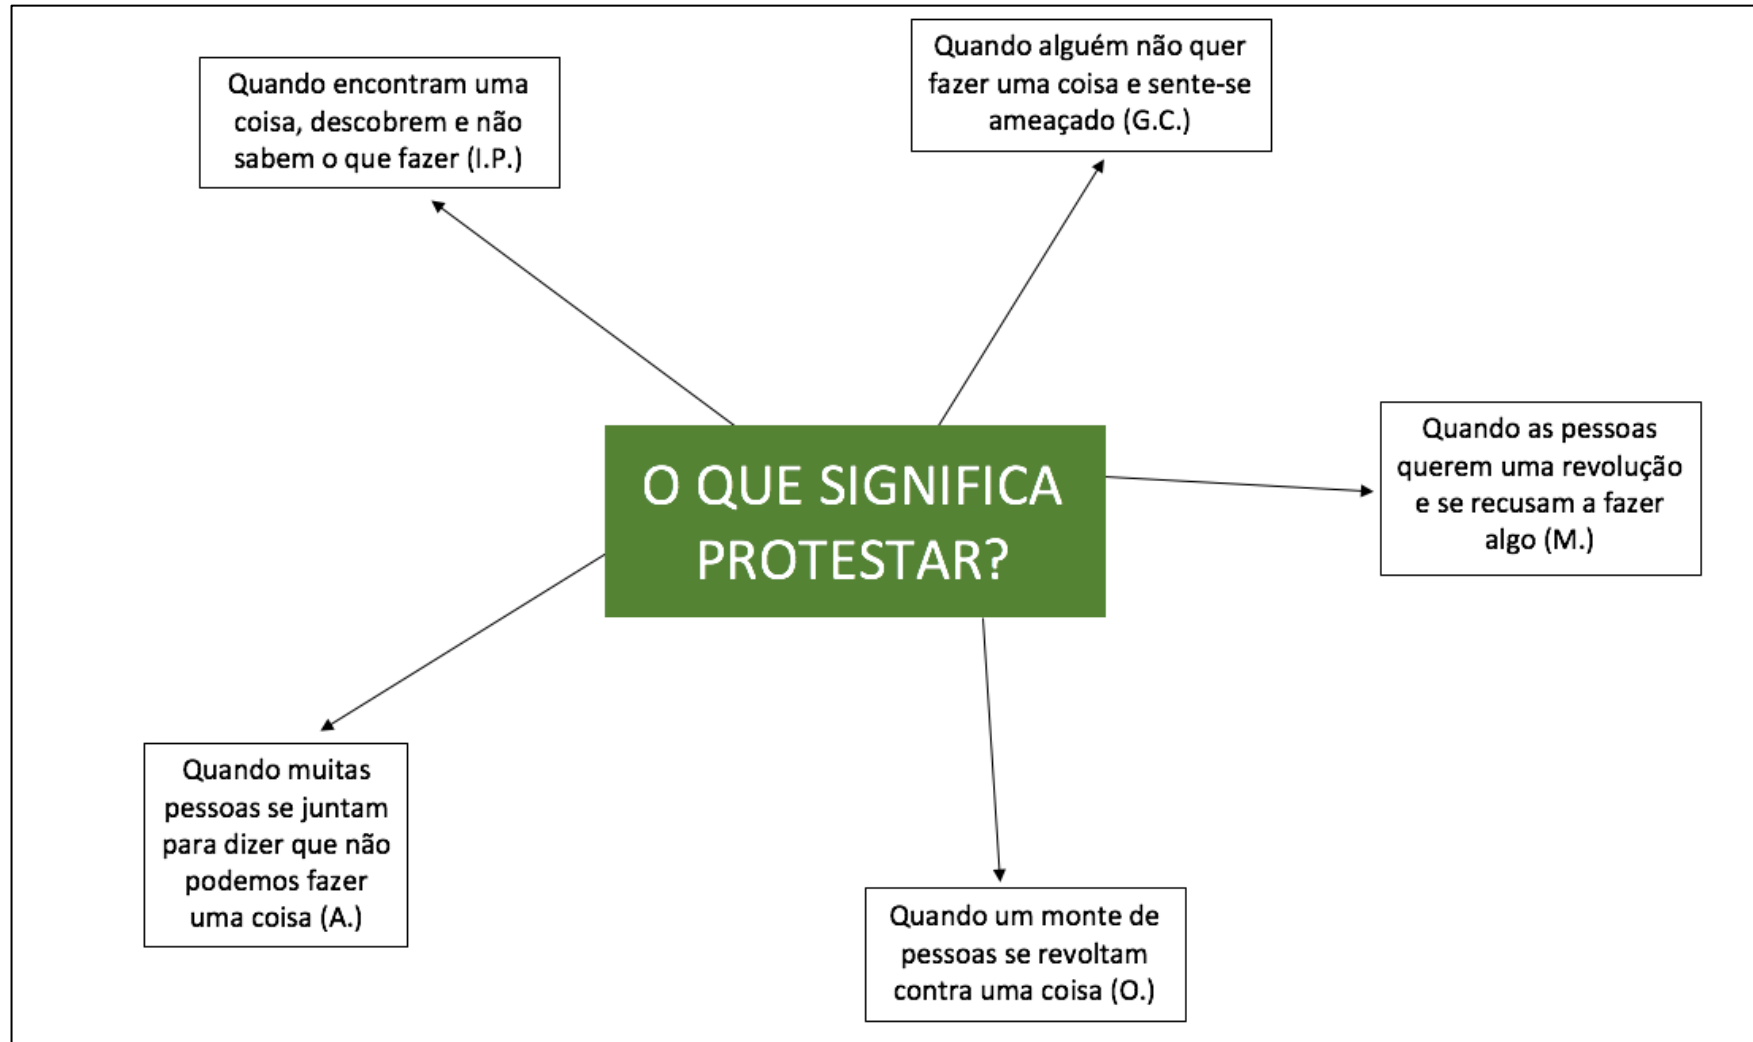 Quando encontram uma
coisa, descobrem e não
sabem o que fazer (I.P.)
Quando alguém não quer
fazer uma coisa e sente-se
ameaçado (G.C.)
Quando as pessoas
querem uma revolução
e se recusam a fazer
algo (M.)
O QUE SIGNIFICA
PROTESTAR?
Quando muitas
pessoas se juntam
para dizer que não
podemos fazer
uma coisa (A.)
Quando um monte de
pessoas se revoltam
contra uma coisa (O.)